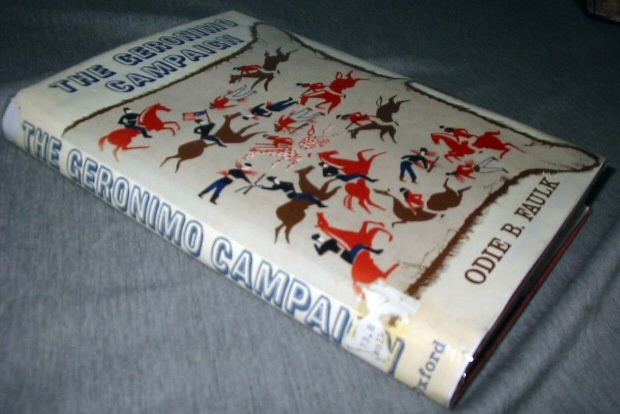 THE GERONIMO
CAMPAIGN
ODIE B. FAULK
THE GERONIMO CAMPAIGN
Oxford